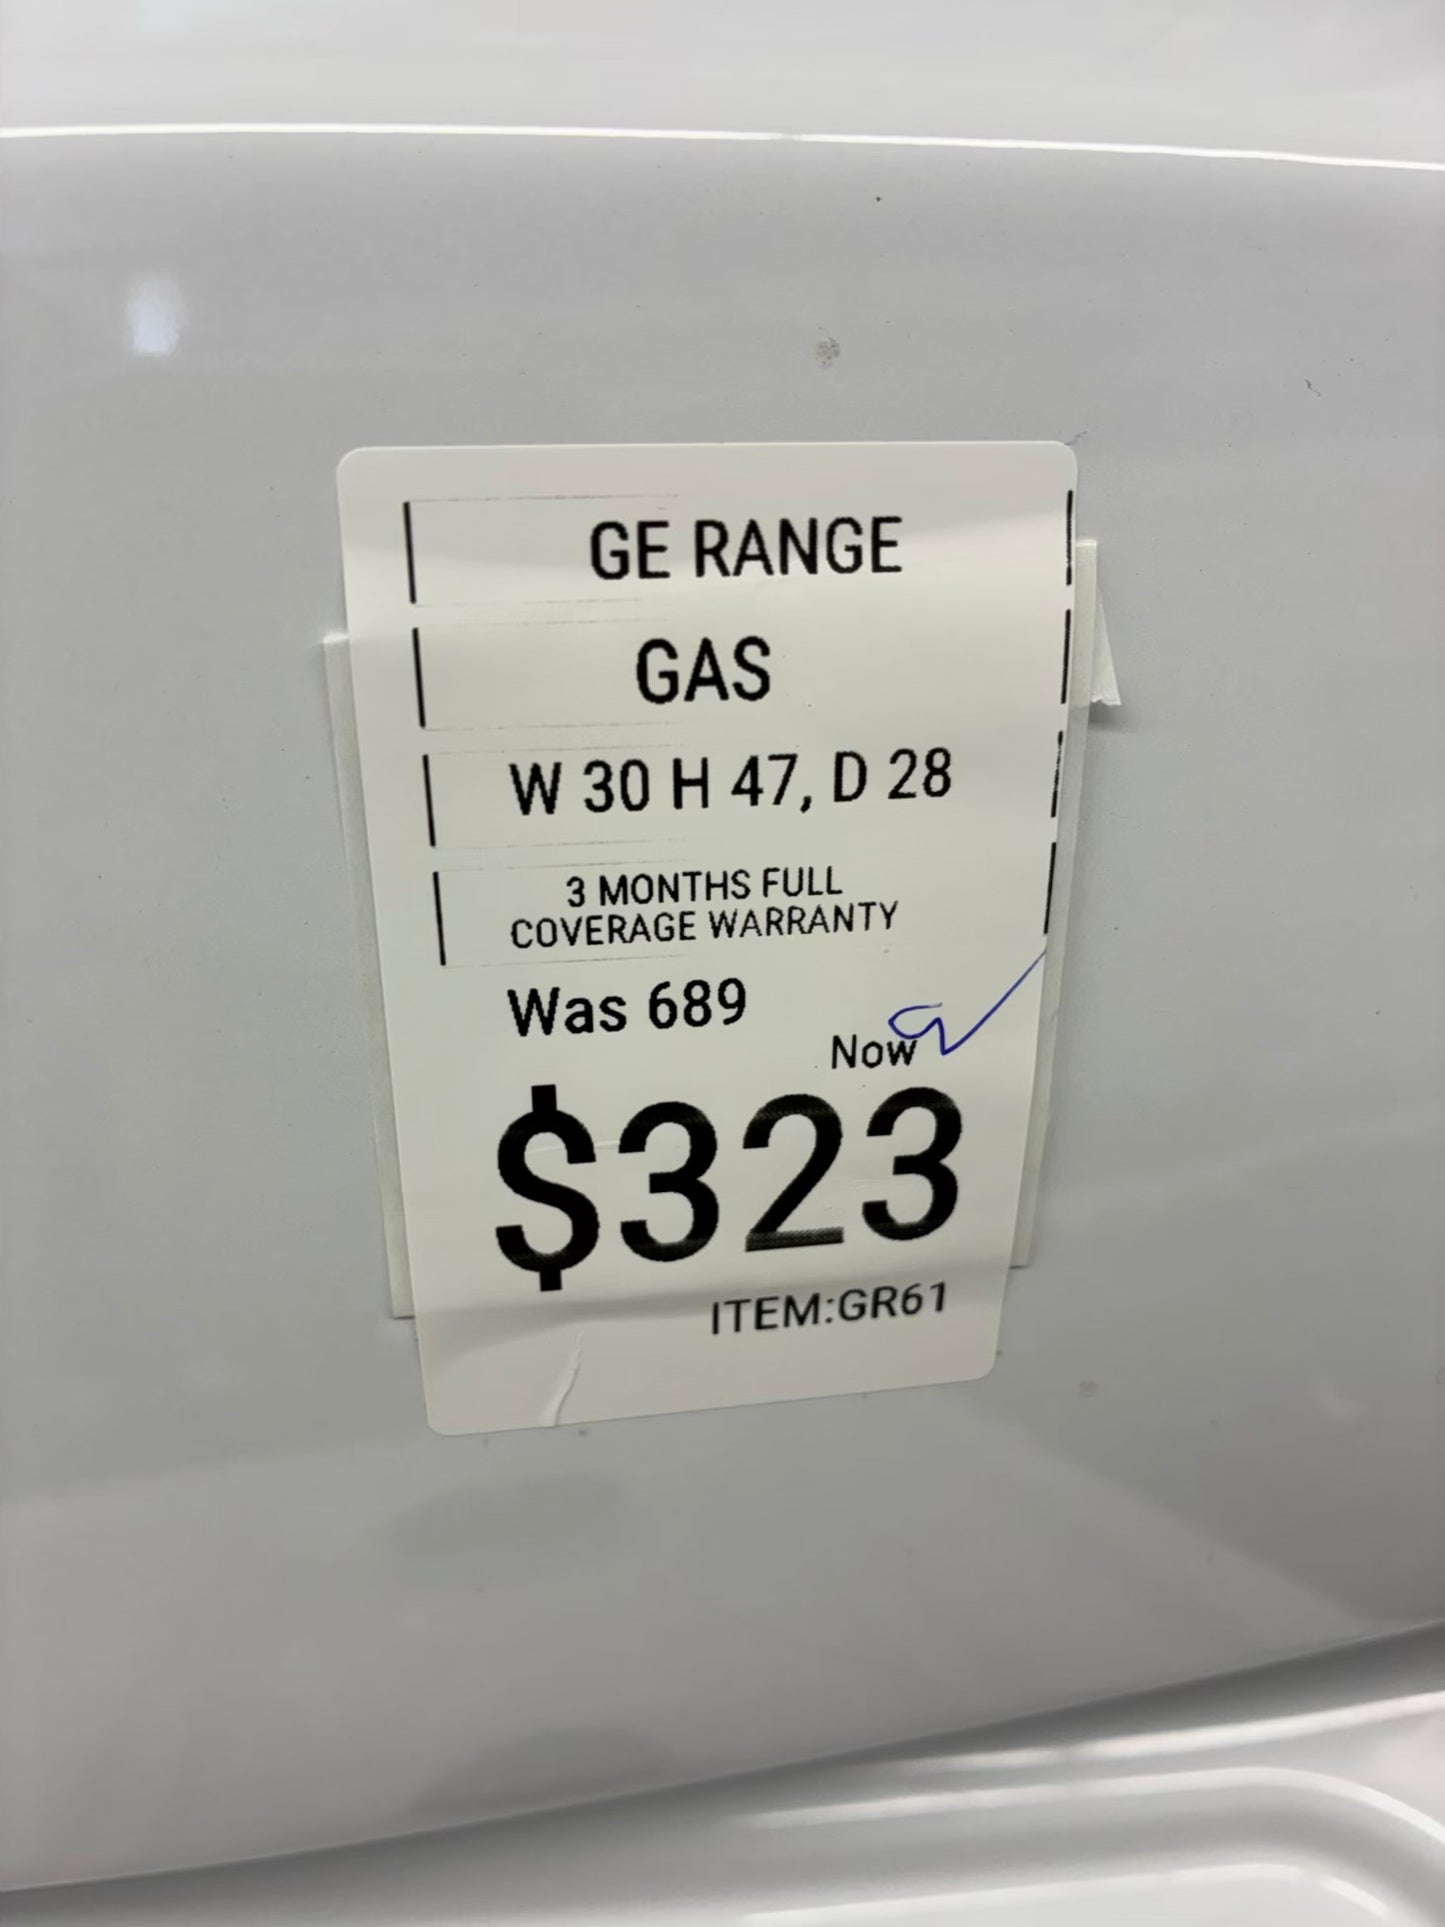 GE RANGE
GAS
W 30 H 47, D 28
3 MONTHS FULL
COVERAGE WARRANTY
Was 689
Now
$323
ITEM:GR61